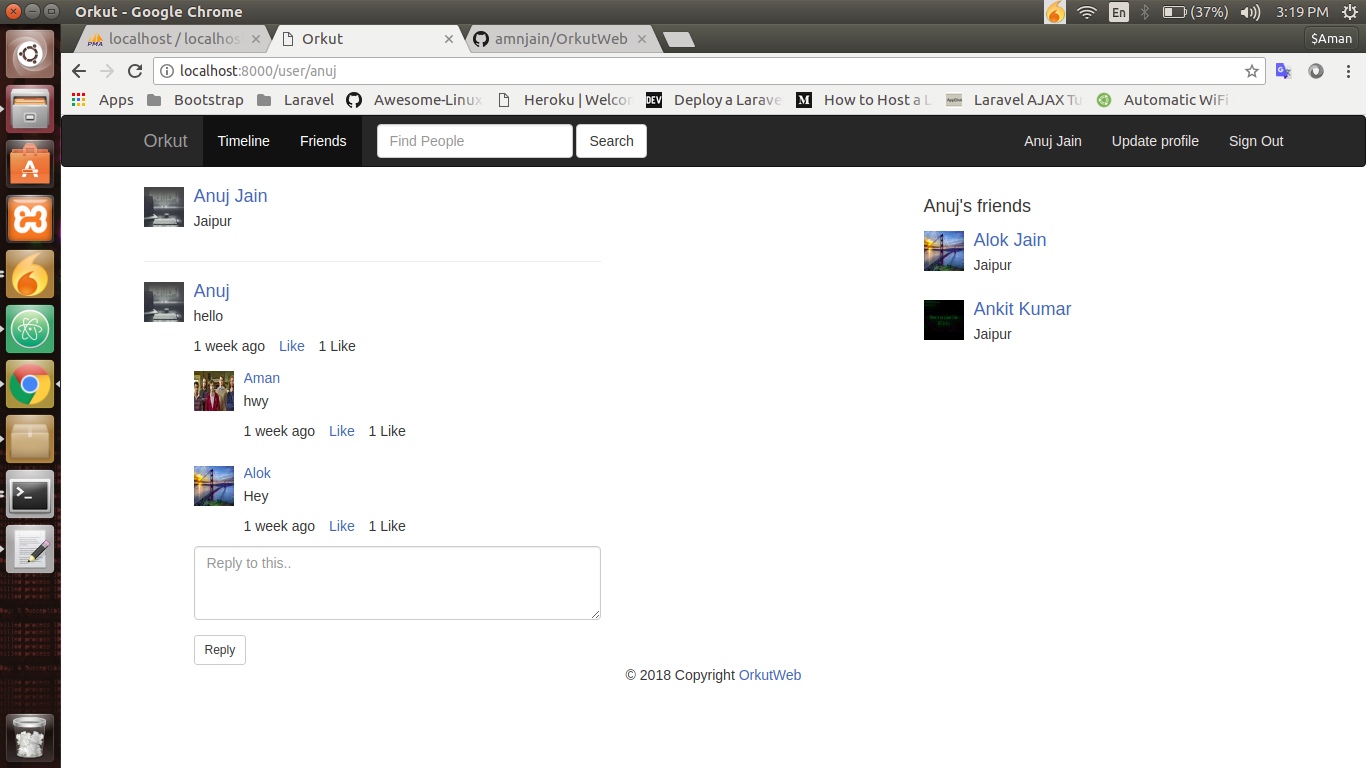 Orkut - Google Chrome
En (37%) 3:19 PM
localhost / localhos
Orkut
amnjain/OrkutWeb
$Aman
localhost:8000/user/anuj
Apps Bootstrap Laravel Awesome-Linux Heroku | Welco Deploy a Larave How to Host a L Laravel AJAX Tu Automatic WiFi
Orkut Timeline Friends Find People Search Anuj Jain Update profile Sign Out
Anuj Jain
Jaipur
Anuj
hello
1 week ago Like 1 Like
Aman
hwy
1 week ago Like 1 Like
Alok
Hey
1 week ago Like 1 Like
Reply to this..
Reply
Anuj's friends
Alok Jain
Jaipur
Ankit Kumar
Jaipur
© 2018 Copyright OrkutWeb